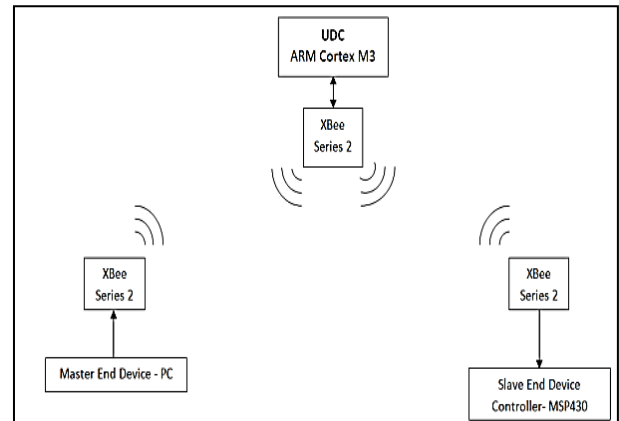 UDC
ARM Cortex M3
XBee
Series 2
XBee
Series 2
XBee
Series 2
Master End Device - PC
Slave End Device
Controller- MSP430